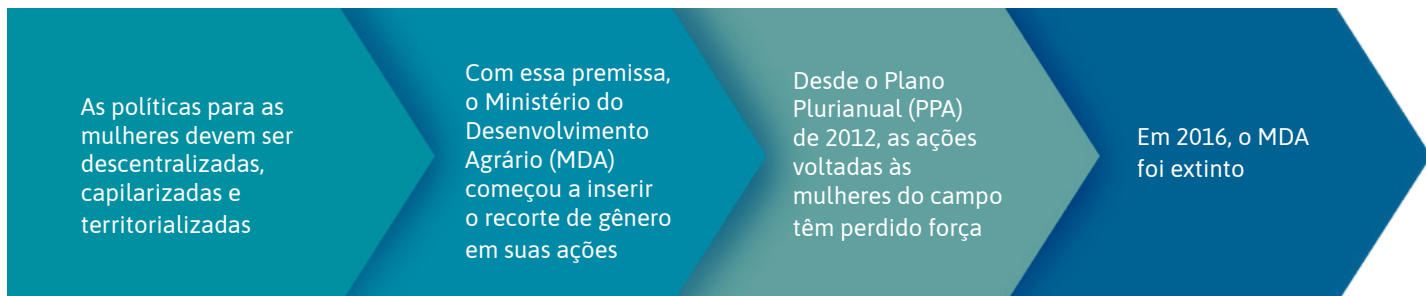 As políticas para as
mulheres devem ser
descentralizadas,
capilarizadas e
territorializadas
Com essa premissa,
o Ministério do
Desenvolvimento
Agrário (MDA)
começou a inserir
o recorte de gênero
em suas ações
Desde o Plano
Plurianual (PPA)
de 2012, as ações
voltadas às
mulheres do campo
têm perdido força
Em 2016, o MDA
foi extinto